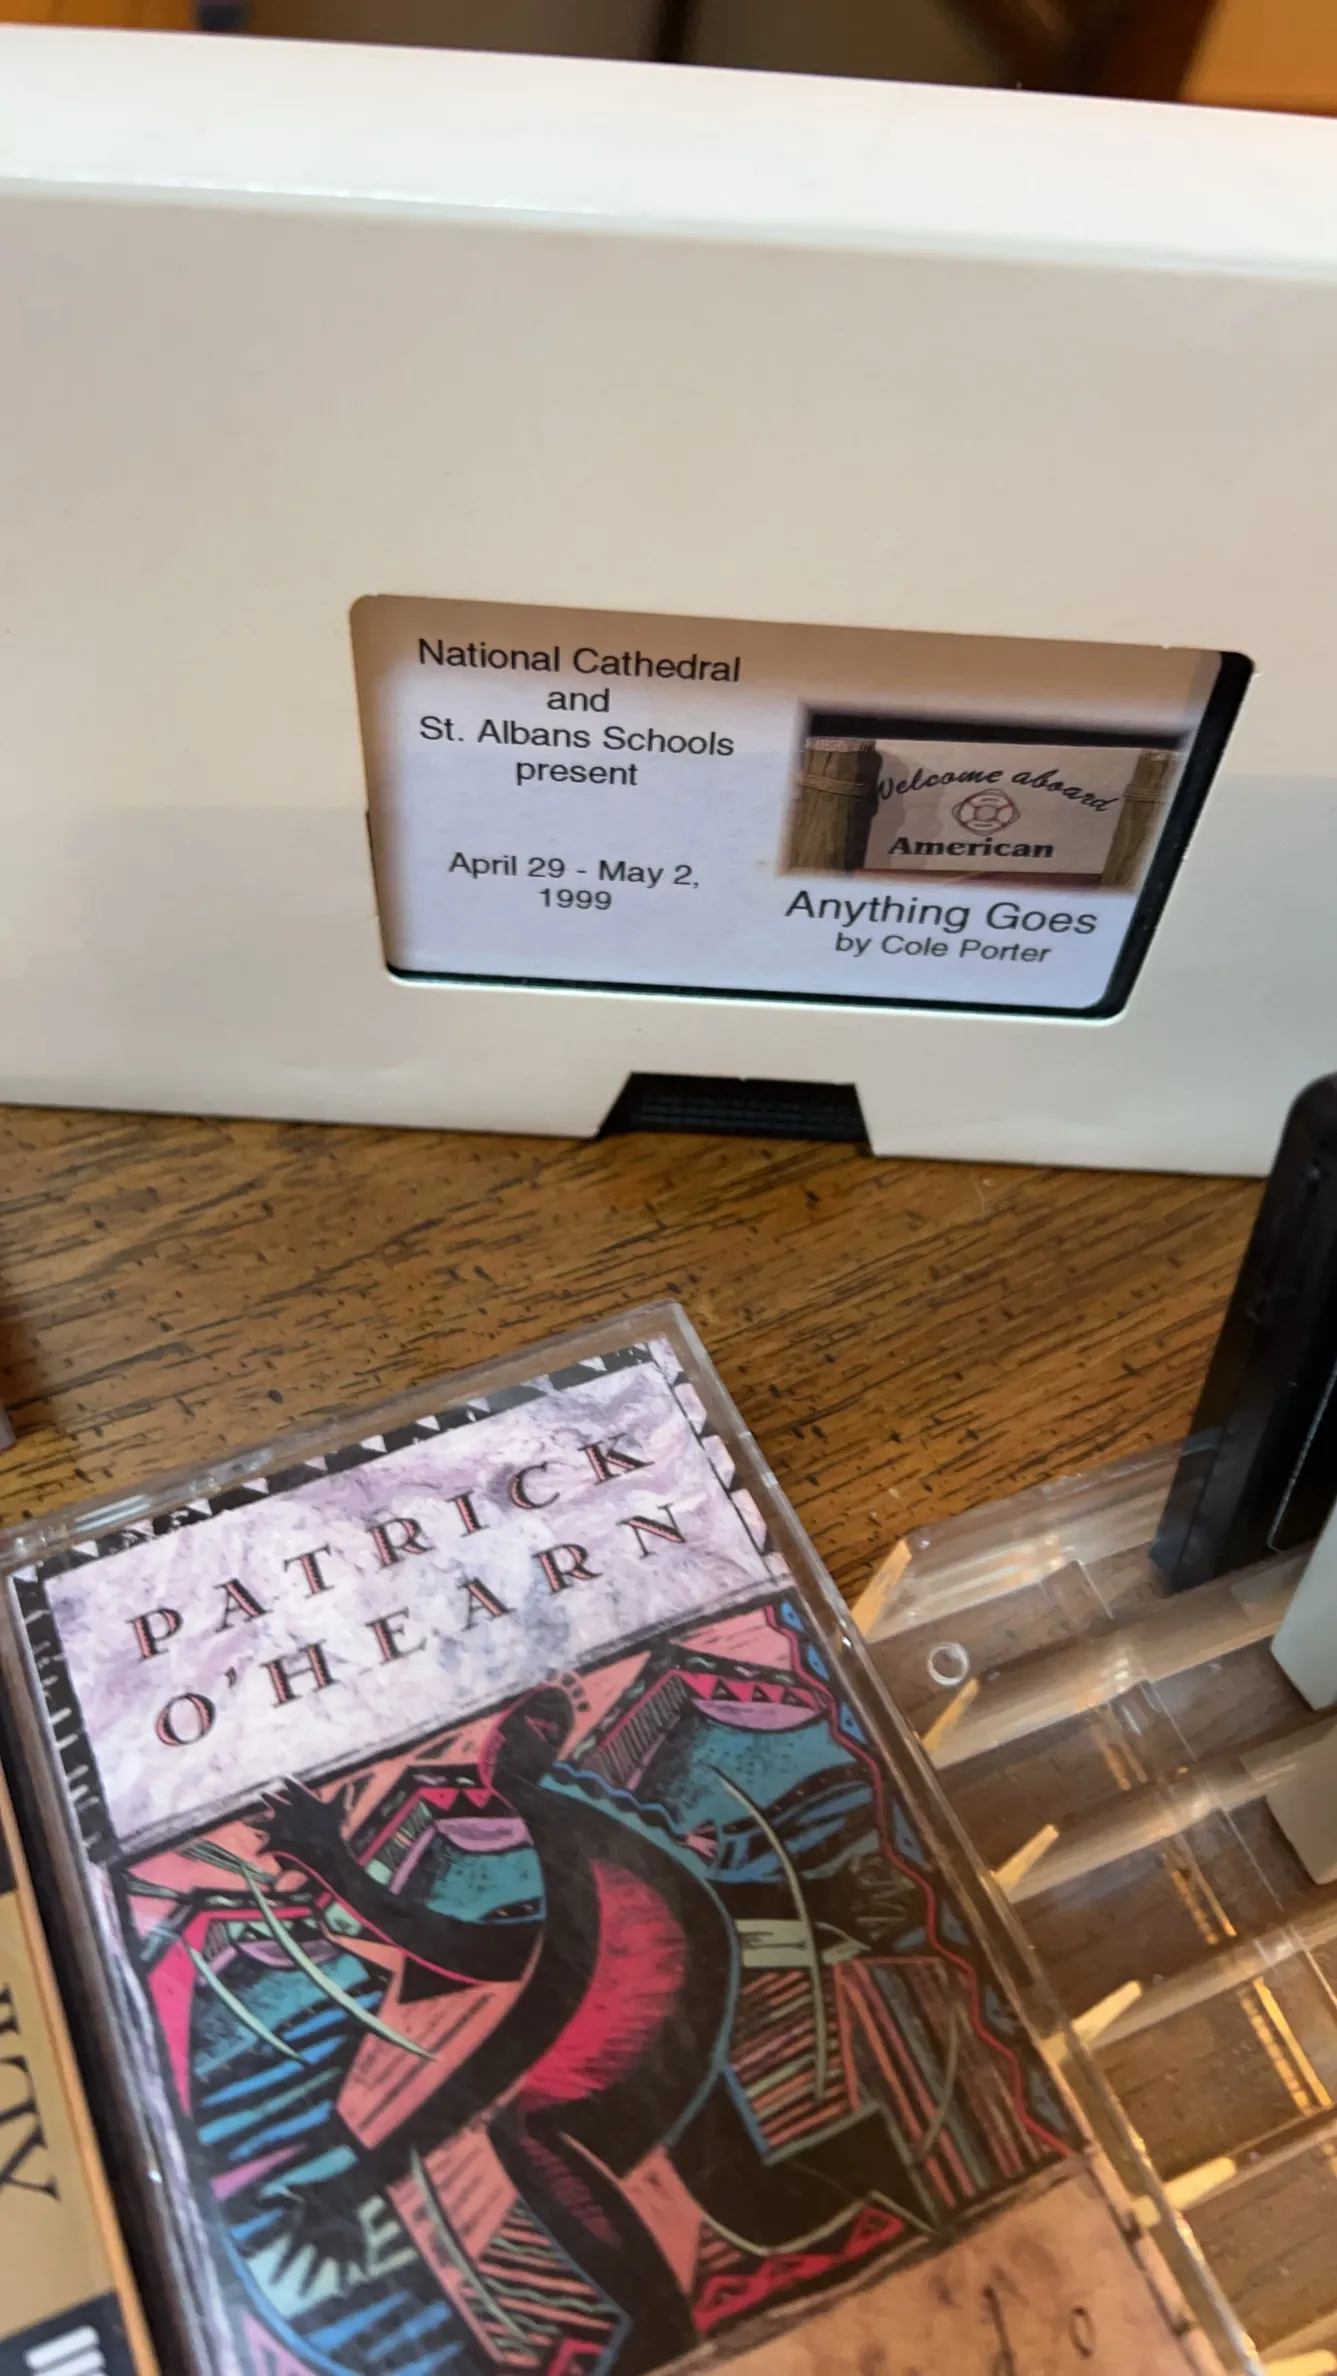 National Cathedral
and
St. Albans Schools
present
April 29 - May 2,
1999
Welcome aboard
American
Anything Goes
by Cole Porter
PATRICK
O'HEARN